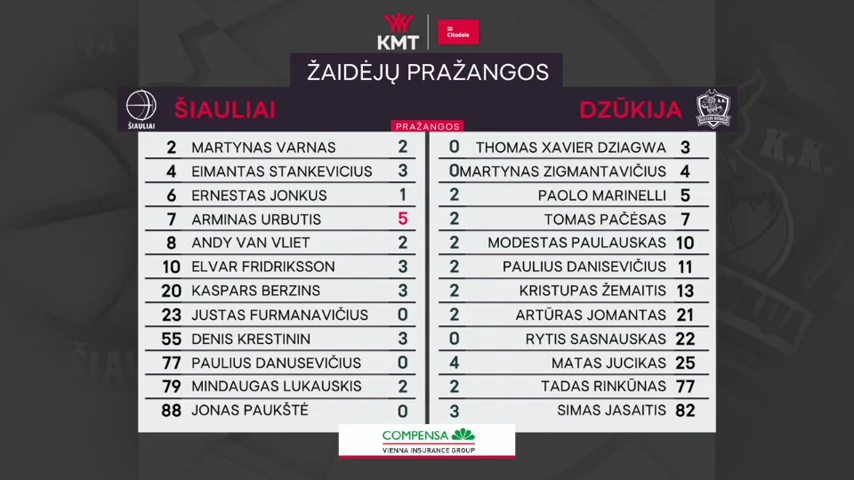 KMT
Citadele
ŽAIDĖJŲ PRAŽANGOS
ŠIAULIAI
ŠIAULIAI
DZŪKIJA
PRAŽANGOS
2 MARTYNAS VARNAS 2 0 THOMAS XAVIER DZIAGWA 3
4 EIMANTAS STANKEVICIUS 3 0 MARTYNAS ZIGMANTAVIČIUS 4
6 ERNESTAS JONKUS 1 2 PAOLO MARINELLI 5
7 ARMINAS URBUTIS 5 2 TOMAS PAČĖSAS 7
8 ANDY VAN VLIET 2 2 MODESTAS PAULAUSKAS 10
10 ELVAR FRIDRIKSSON 3 2 PAULIUS DANISEVIČIUS 11
20 KASPARS BERZINS 3 2 KRISTUPAS ŽEMAITIS 13
23 JUSTAS FURMANAVIČIUS 0 2 ARTŪRAS JOMANTAS 21
55 DENIS KRESTININ 3 0 RYTIS SASNAUSKAS 22
77 PAULIUS DANUSEVIČIUS 0 4 MATAS JUCIKAS 25
79 MINDAUGAS LUKAUSKIS 2 2 TADAS RINKŪNAS 77
88 JONAS PAUKŠTĖ 0 3 SIMAS JASAITIS 82
COMPENSA
VIENNA INSURANCE GROUP
K.K.